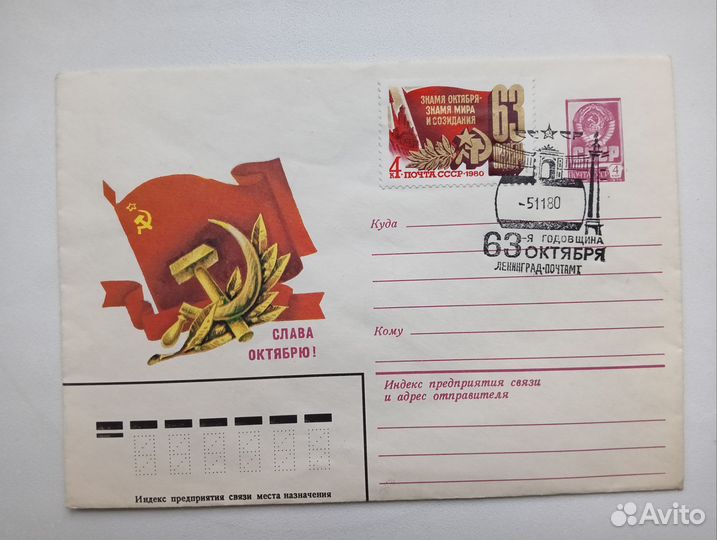 ЗНАМЯ ОКТЯБРЯ-
ЗНАМЯ МИРА
И СОЗИДАНИЯ
63
4 К
ПОЧТА СССР•1980
СССР
ПОЧТА
4
-51180
63-Я ГОДОВЩИНА
ОКТЯБРЯ
ЛЕНИНГРАД-ПОЧТАМТ
Куда
СЛАВА
ОКТЯБРЮ!
Кому
Индекс предприятия связи
и адрес отправителя
Индекс предприятия связи места назначения
Avito